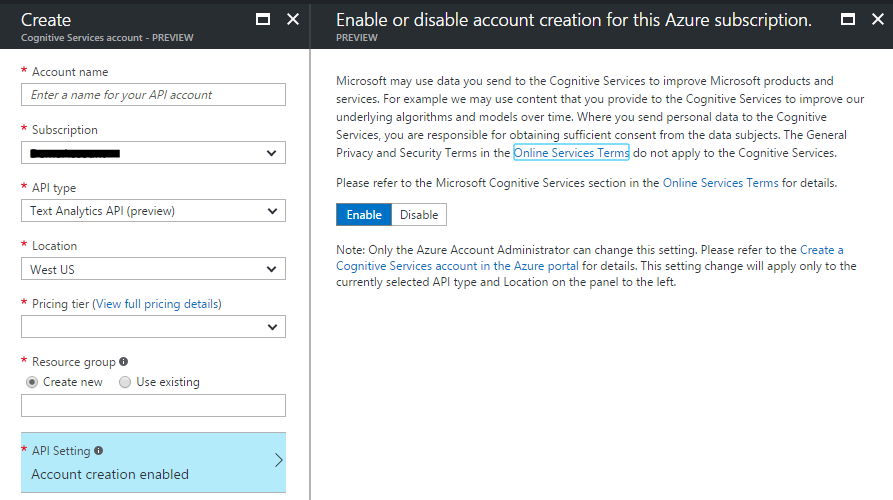 Create
Cognitive Services account - PREVIEW
* Account name
Enter a name for your API account
* Subscription
* API type
Text Analytics API (preview)
* Location
West US
* Pricing tier (View full pricing details)
* Resource group
Create new
Use existing
* API Setting
Account creation enabled
Enable or disable account creation for this Azure subscription.
PREVIEW
Microsoft may use data you send to the Cognitive Services to improve Microsoft products and
services. For example we may use content that you provide to the Cognitive Services to improve our
underlying algorithms and models over time. Where you send personal data to the Cognitive
Services, you are responsible for obtaining sufficient consent from the data subjects. The General
Privacy and Security Terms in the Online Services Terms do not apply to the Cognitive Services.
Please refer to the Microsoft Cognitive Services section in the Online Services Terms for details.
Enable Disable
Note: Only the Azure Account Administrator can change this setting. Please refer to the Create a
Cognitive Services account in the Azure portal for details. This setting change will apply only to the
currently selected API type and Location on the panel to the left.